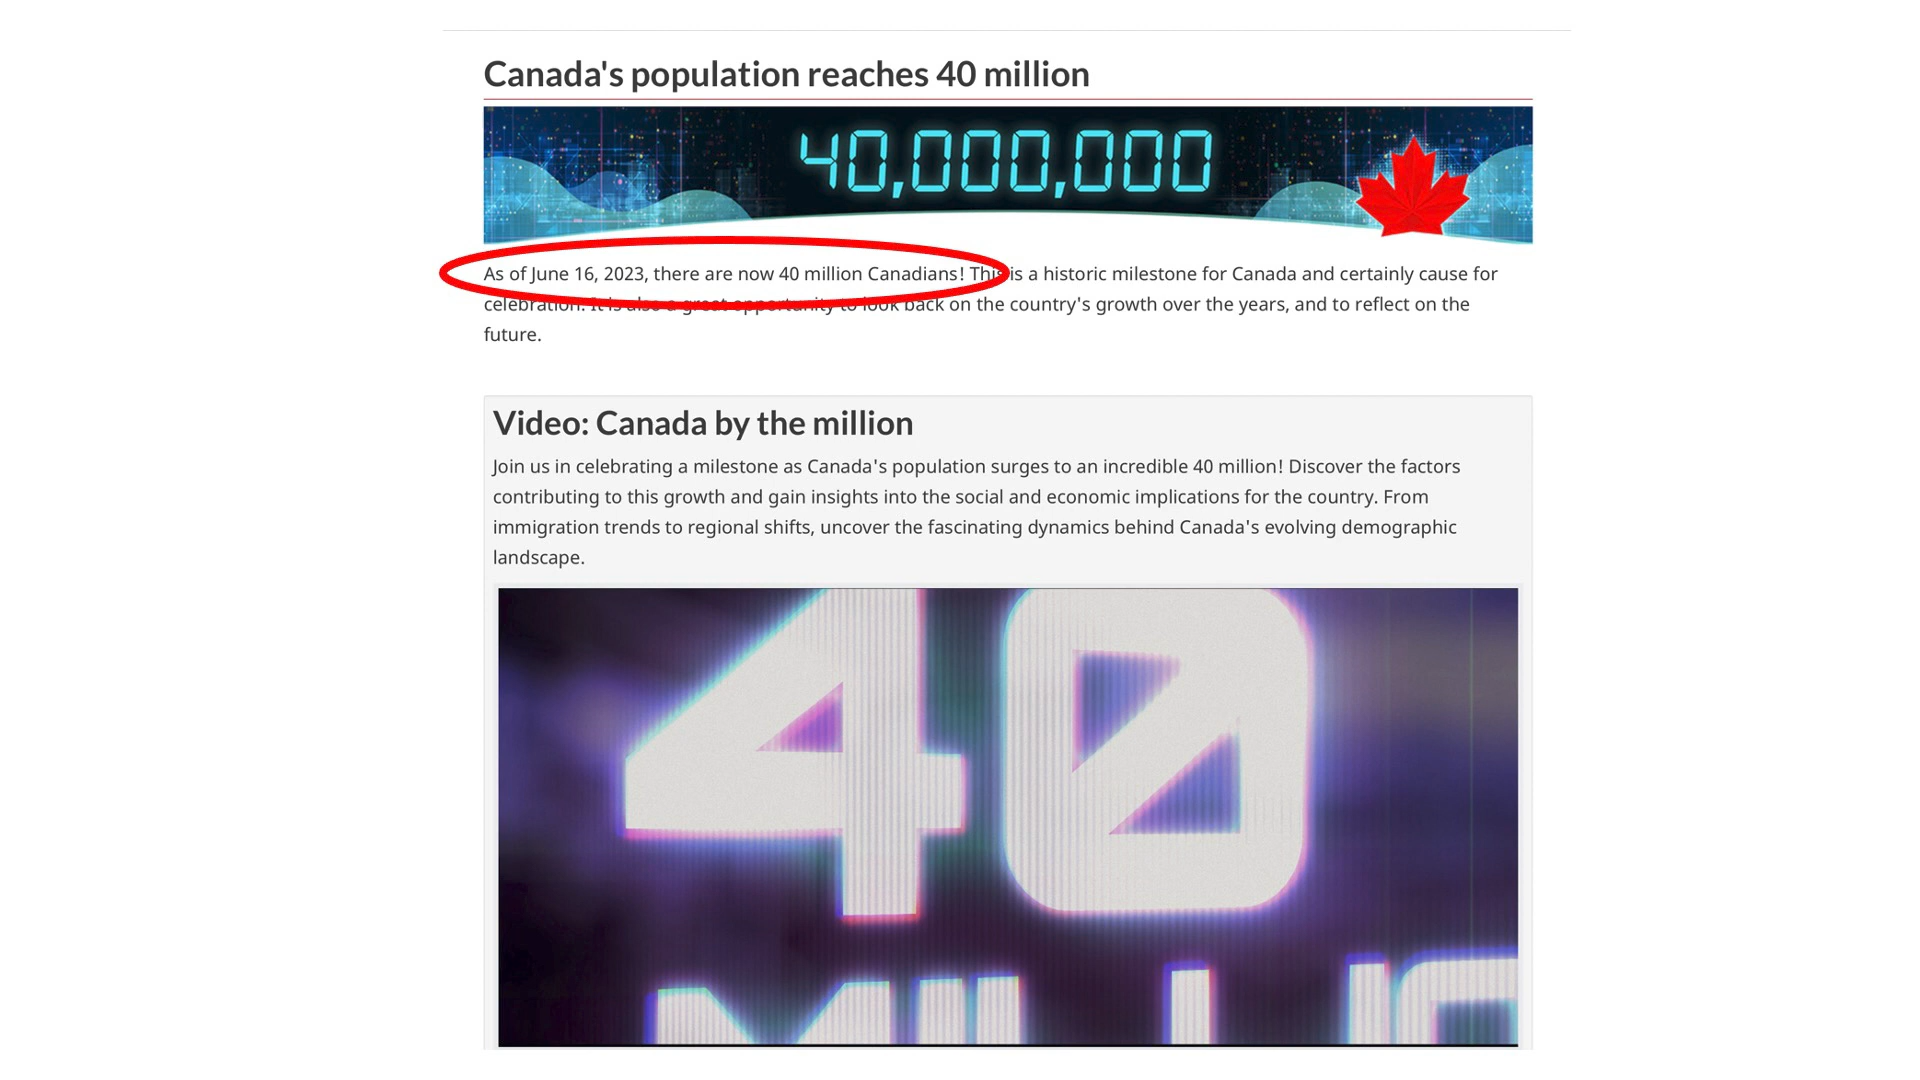 Canada's population reaches 40 million
40,000,000
As of June 16, 2023, there are now 40 million Canadians! This is a historic milestone for Canada and certainly cause for
celebration. It is also a great opportunity to look back on the country's growth over the years, and to reflect on the
future.
Video: Canada by the million
Join us in celebrating a milestone as Canada's population surges to an incredible 40 million! Discover the factors
contributing to this growth and gain insights into the social and economic implications for the country. From
immigration trends to regional shifts, uncover the fascinating dynamics behind Canada's evolving demographic
landscape.
40